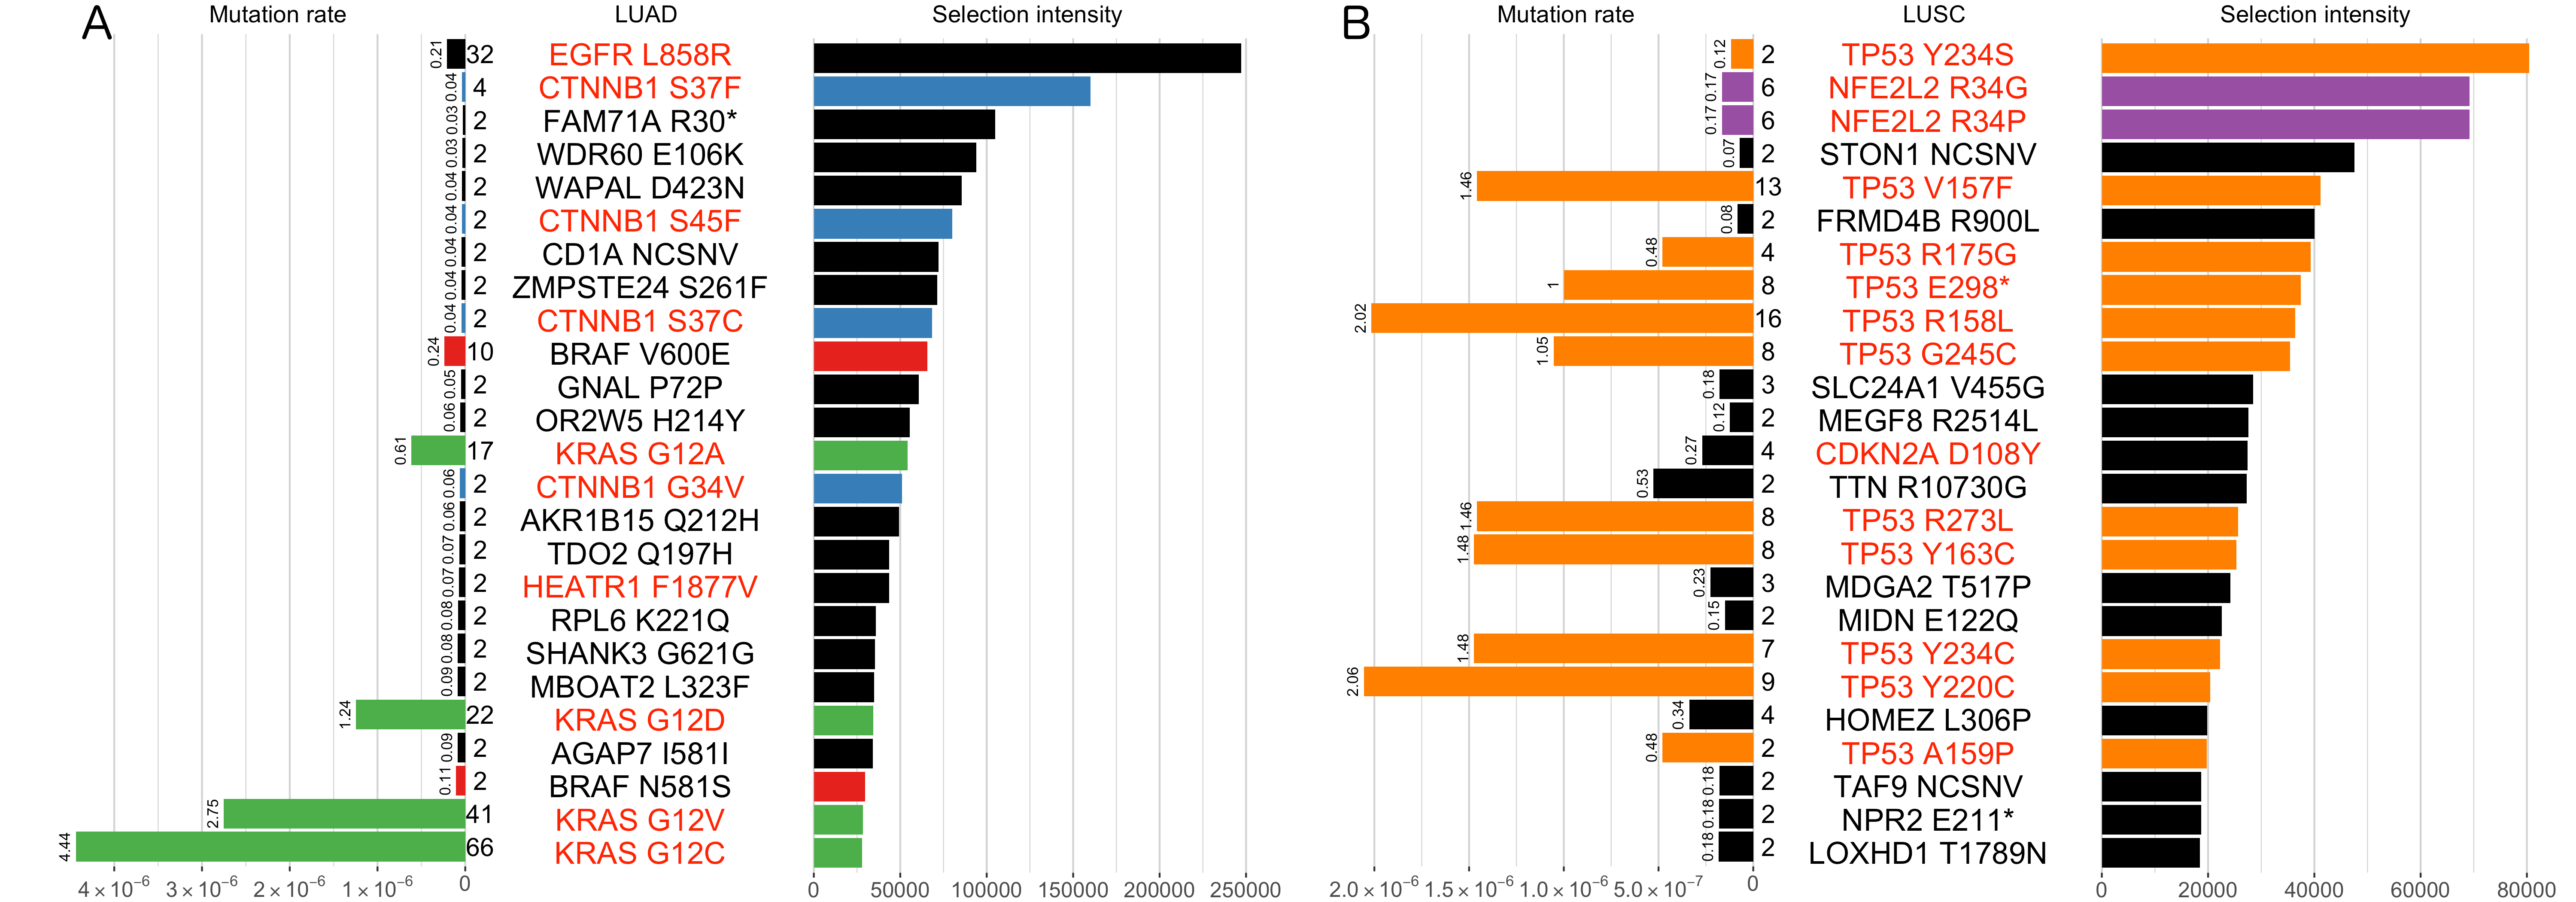 A
Mutation rate LUAD Selection intensity
0.21 32 EGFR L858R
0.04 4 CTNNB1 S37F
0.03 2 FAM71A R30*
0.03 2 WDR60 E106K
0.04 2 WAPAL D423N
0.04 2 CTNNB1 S45F
0.04 2 CD1A NCSNV
0.04 2 ZMPSTE24 S261F
0.04 2 CTNNB1 S37C
0.24 10 BRAF V600E
0.05 2 GNAL P72P
0.06 2 OR2W5 H214Y
0.61 17 KRAS G12A
0.06 2 CTNNB1 G34V
0.06 2 AKR1B15 Q212H
0.07 2 TDO2 Q197H
0.07 2 HEATR1 F1877V
0.08 2 RPL6 K221Q
0.08 2 SHANK3 G621G
0.09 2 MBOAT2 L323F
1.24 22 KRAS G12D
0.09 2 AGAP7 I581I
0.11 2 BRAF N581S
2.75 41 KRAS G12V
4.44 66 KRAS G12C
4 × 10⁻⁶ 3 × 10⁻⁶ 2 × 10⁻⁶ 1 × 10⁻⁶ 0
0 50000 100000 150000 200000 250000
B
Mutation rate LUSC Selection intensity
0.12 2 TP53 Y234S
0.17 6 NFE2L2 R34G
0.17 6 NFE2L2 R34P
0.07 2 STON1 NCSNV
1.46 13 TP53 V157F
0.08 2 FRMD4B R900L
0.48 4 TP53 R175G
1 8 TP53 E298*
2.02 16 TP53 R158L
1.05 8 TP53 G245C
0.18 3 SLC24A1 V455G
0.12 2 MEGF8 R2514L
0.27 4 CDKN2A D108Y
0.53 2 TTN R10730G
1.46 8 TP53 R273L
1.48 8 TP53 Y163C
0.23 3 MDGA2 T517P
0.15 2 MIDN E122Q
1.48 7 TP53 Y234C
2.06 9 TP53 Y220C
0.34 4 HOMEZ L306P
0.48 2 TP53 A159P
0.18 2 TAF9 NCSNV
0.18 2 NPR2 E211*
0.18 2 LOXHD1 T1789N
2.0 × 10⁻⁶ 1.5 × 10⁻⁶ 1.0 × 10⁻⁶ 5.0 × 10⁻⁷ 0
0 20000 40000 60000 80000